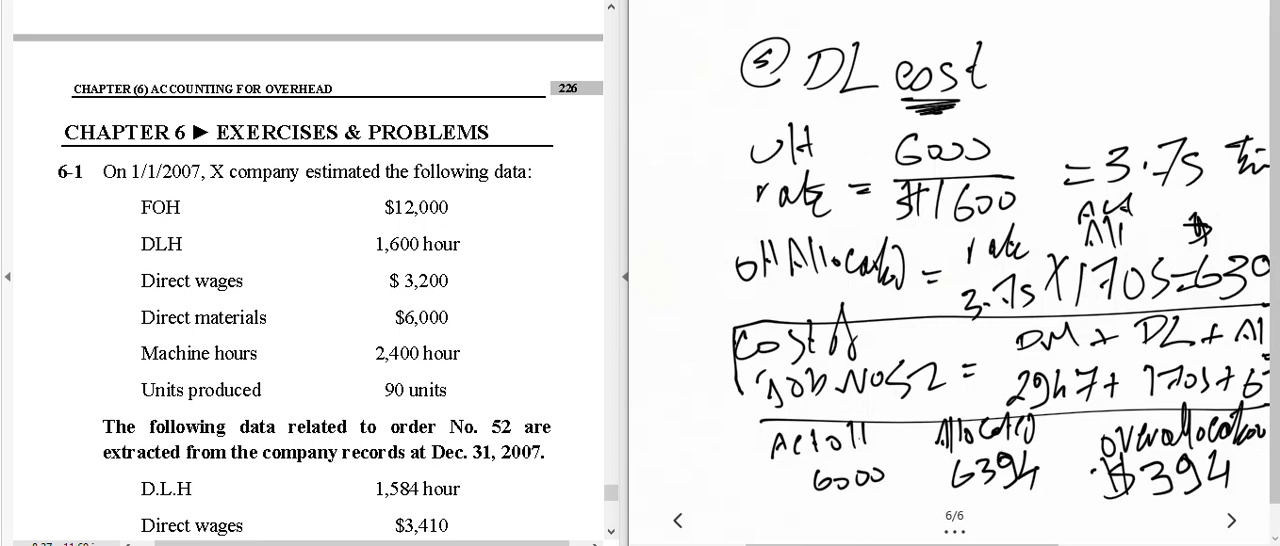 CHAPTER (6) ACCOUNTING FOR OVERHEAD 226
CHAPTER 6 ► EXERCISES & PROBLEMS
6-1 On 1/1/2007, X company estimated the following data:
FOH $12,000
DLH 1,600 hour
Direct wages $ 3,200
Direct materials $6,000
Machine hours 2,400 hour
Units produced 90 units
The following data related to order No. 52 are
extracted from the company records at Dec. 31, 2007.
D.L.H 1,584 hour
Direct wages $3,410
⑤ DL cost
rate = 6000 / 1600 = 3.75
rate
OH Allocated = 3.75 X 1705 = 630
Cost of DM + DL + Al
Job No 52 = 2947 + 1705 + 6
Allocated overallocation
6000 6394 $394
6/6